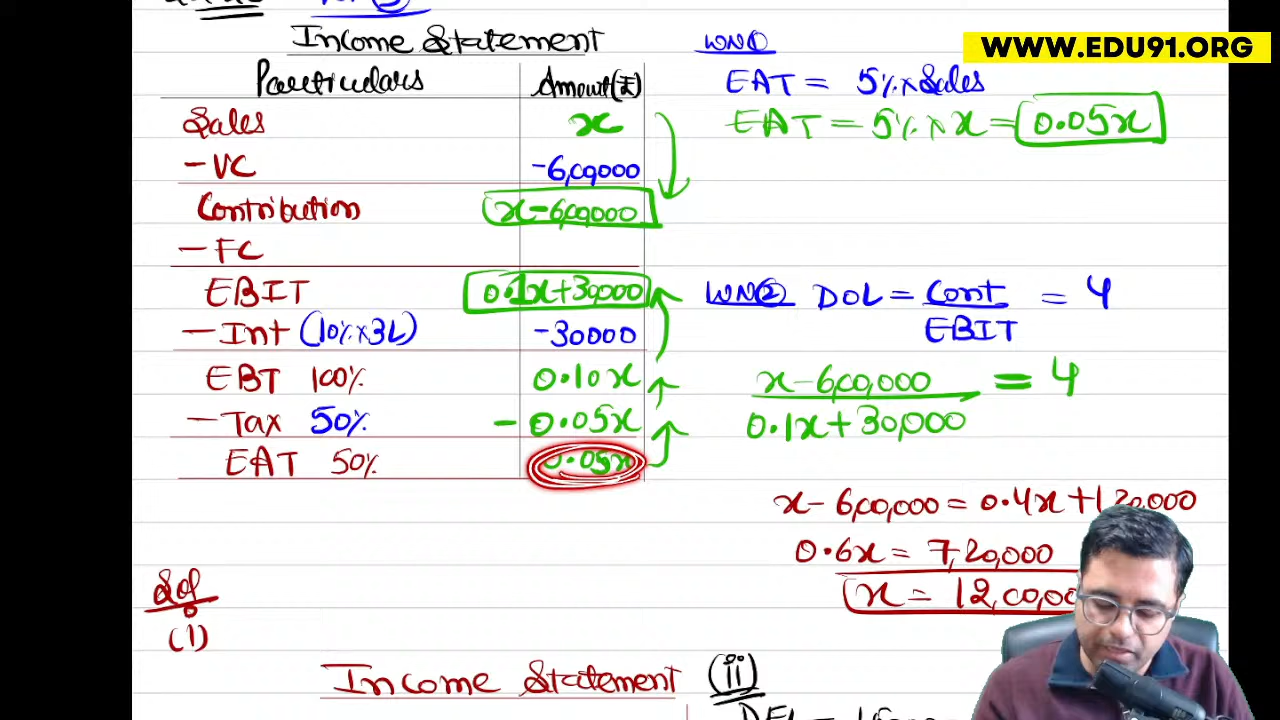 WWW.EDU91.ORG
Income Statement
Particulars Amount(₹)
Sales x
- VC -6,00,000
Contribution x-6,00,000
- FC
EBIT 0.1x+30,000
- Int (10%×3L) -30000
EBT 100% 0.10x
- Tax 50% - 0.05x
EAT 50% 0.05x
WN①
EAT = 5%×Sales
EAT = 5%×x = 0.05x
WN② DOL = Cont = 4
EBIT
x-6,00,000 = 4
0.1x+30,000
x-6,00,000 = 0.4x+1,20,000
0.6x = 7,20,000
x = 12,00,00
Sol
(1)
Income Statement (ii)